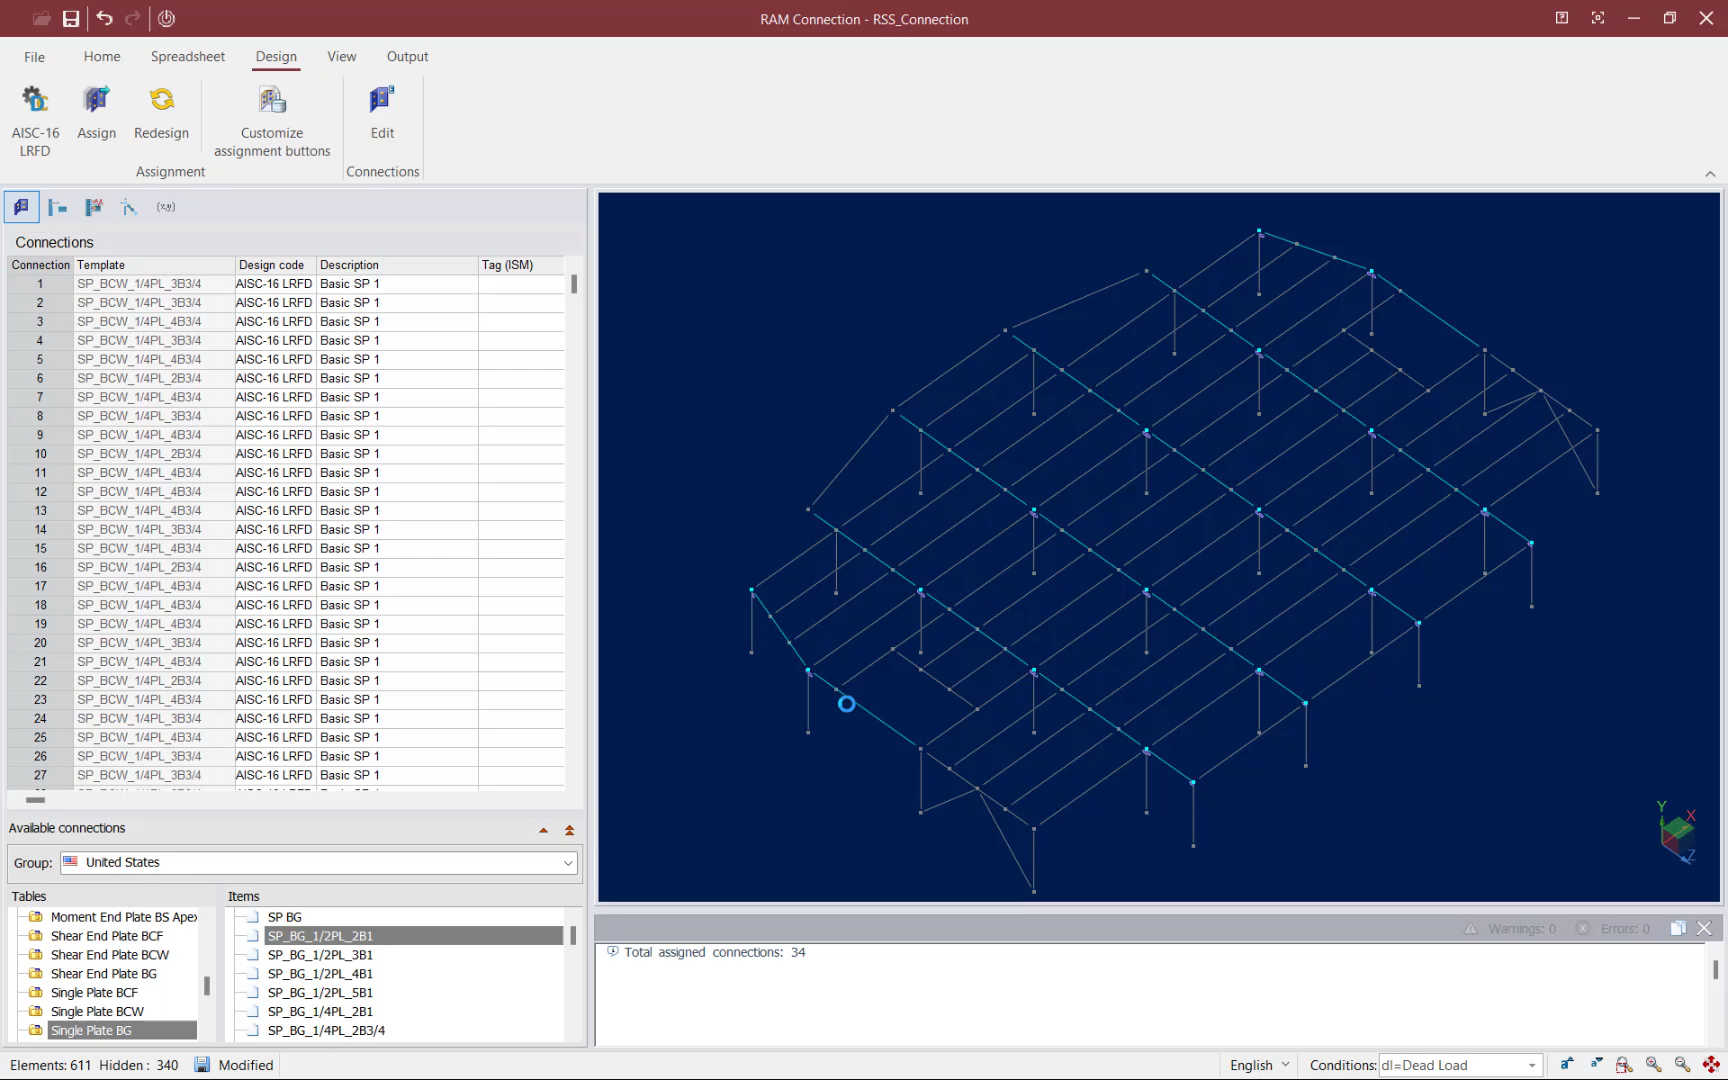 RAM Connection - RSS_Connection
File Home Spreadsheet Design View Output
AISC-16 LRFD
Assign
Redesign
Customize assignment buttons
Edit
Assignment Connections
(x,y)
Connections
Connection Template Design code Description Tag (ISM)
1 SP_BCW_1/4PL_3B3/4 AISC-16 LRFD Basic SP 1
2 SP_BCW_1/4PL_3B3/4 AISC-16 LRFD Basic SP 1
3 SP_BCW_1/4PL_4B3/4 AISC-16 LRFD Basic SP 1
4 SP_BCW_1/4PL_3B3/4 AISC-16 LRFD Basic SP 1
5 SP_BCW_1/4PL_4B3/4 AISC-16 LRFD Basic SP 1
6 SP_BCW_1/4PL_2B3/4 AISC-16 LRFD Basic SP 1
7 SP_BCW_1/4PL_4B3/4 AISC-16 LRFD Basic SP 1
8 SP_BCW_1/4PL_3B3/4 AISC-16 LRFD Basic SP 1
9 SP_BCW_1/4PL_4B3/4 AISC-16 LRFD Basic SP 1
10 SP_BCW_1/4PL_2B3/4 AISC-16 LRFD Basic SP 1
11 SP_BCW_1/4PL_4B3/4 AISC-16 LRFD Basic SP 1
12 SP_BCW_1/4PL_4B3/4 AISC-16 LRFD Basic SP 1
13 SP_BCW_1/4PL_4B3/4 AISC-16 LRFD Basic SP 1
14 SP_BCW_1/4PL_3B3/4 AISC-16 LRFD Basic SP 1
15 SP_BCW_1/4PL_4B3/4 AISC-16 LRFD Basic SP 1
16 SP_BCW_1/4PL_2B3/4 AISC-16 LRFD Basic SP 1
17 SP_BCW_1/4PL_4B3/4 AISC-16 LRFD Basic SP 1
18 SP_BCW_1/4PL_4B3/4 AISC-16 LRFD Basic SP 1
19 SP_BCW_1/4PL_4B3/4 AISC-16 LRFD Basic SP 1
20 SP_BCW_1/4PL_3B3/4 AISC-16 LRFD Basic SP 1
21 SP_BCW_1/4PL_4B3/4 AISC-16 LRFD Basic SP 1
22 SP_BCW_1/4PL_2B3/4 AISC-16 LRFD Basic SP 1
23 SP_BCW_1/4PL_4B3/4 AISC-16 LRFD Basic SP 1
24 SP_BCW_1/4PL_3B3/4 AISC-16 LRFD Basic SP 1
25 SP_BCW_1/4PL_4B3/4 AISC-16 LRFD Basic SP 1
26 SP_BCW_1/4PL_3B3/4 AISC-16 LRFD Basic SP 1
27 SP_BCW_1/4PL_3B3/4 AISC-16 LRFD Basic SP 1
Available connections
Group: United States
Tables Items
Moment End Plate BS Apex SP BG
Shear End Plate BCF SP_BG_1/2PL_2B1
Shear End Plate BCW SP_BG_1/2PL_3B1
Shear End Plate BG SP_BG_1/2PL_4B1
Single Plate BCF SP_BG_1/2PL_5B1
Single Plate BCW SP_BG_1/4PL_2B1
Single Plate BG SP_BG_1/4PL_2B3/4
Y
X
Z
Warnings: 0 Errors: 0
Total assigned connections: 34
Elements: 611 Hidden : 340 Modified English Conditions: dl=Dead Load